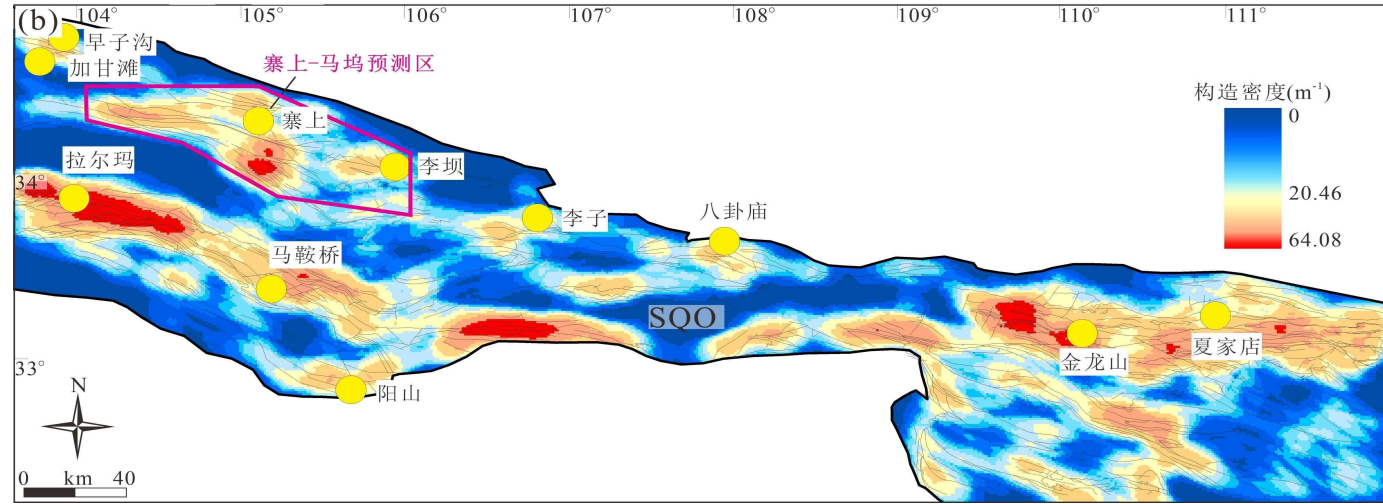 (b)
104° 105° 106° 107° 108° 109° 110° 111°
早子沟
加甘滩
寨上-马坞预测区
寨上
拉尔玛
李坝
34°
李子
八卦庙
马鞍桥
SQO
金龙山
夏家店
33°
阳山
构造密度(m⁻¹)
0
20.46
64.08
N
0 km 40